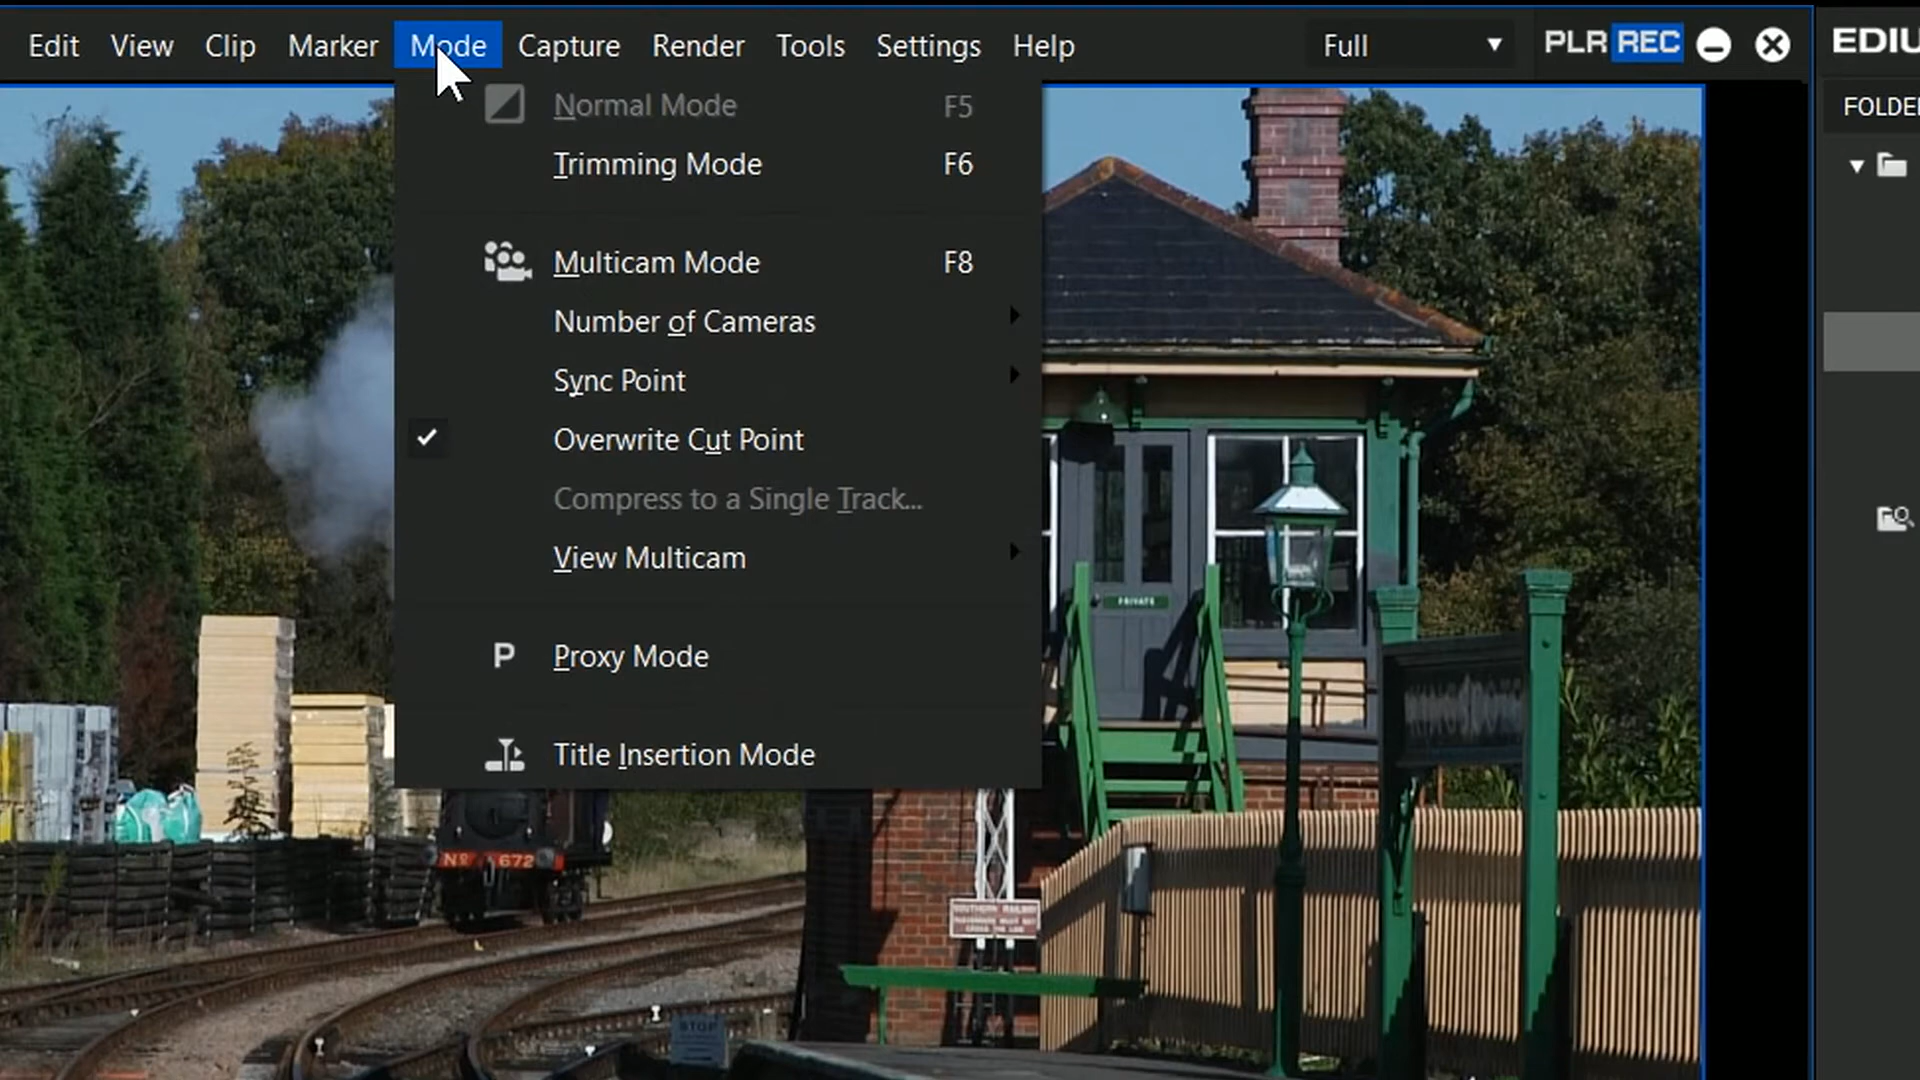 Edit View Clip Marker Mode Capture Render Tools Settings Help Full PLR REC EDIU
FOLDE
Normal Mode F5
Trimming Mode F6
Multicam Mode F8
Number of Cameras
Sync Point
Overwrite Cut Point
Compress to a Single Track...
View Multicam
P Proxy Mode
Title Insertion Mode
PRIVATE
Nº 672
SOUTHERN RAILWAY
STOP